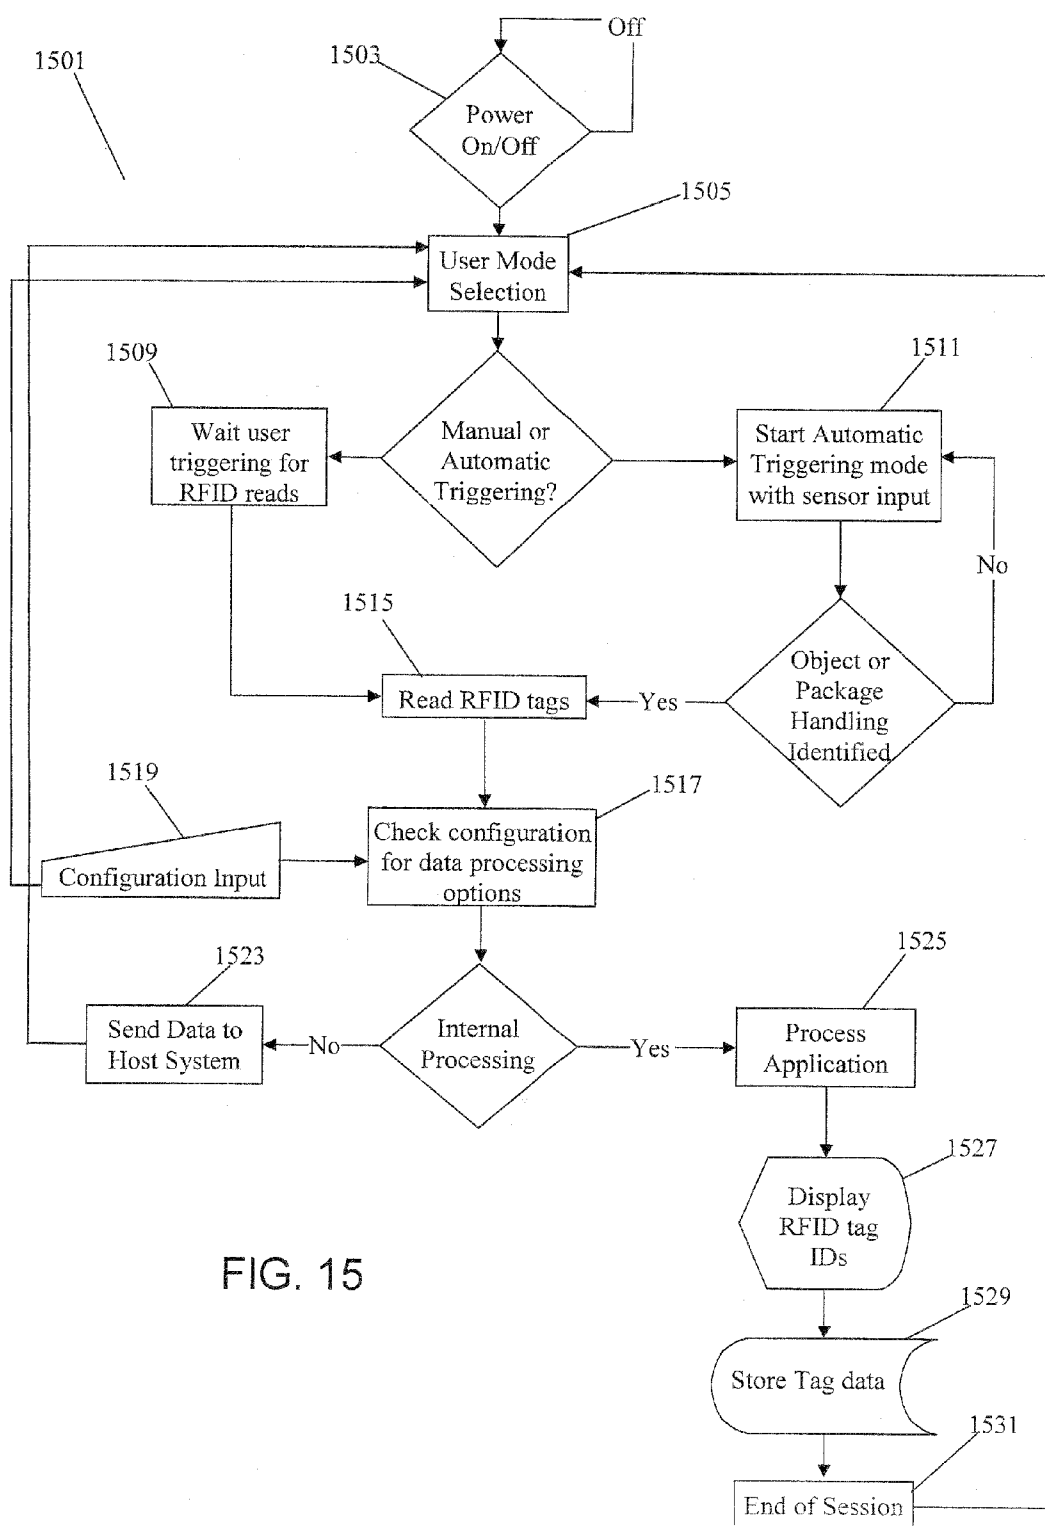 Off
1501
1503
Power
On/Off
1505
User Mode
Selection
1509
1511
Wait user
triggering for
RFID reads
Manual or
Automatic
Triggering?
Start Automatic
Triggering mode
with sensor input
No
1515
Read RFID tags
Yes
Object or
Package
Handling
Identified
1519
1517
Configuration Input
Check configuration
for data processing
options
1523
1525
Send Data to
Host System
No
Internal
Processing
Yes
Process
Application
1527
Display
RFID tag
IDs
FIG. 15
1529
Store Tag data
1531
End of Session